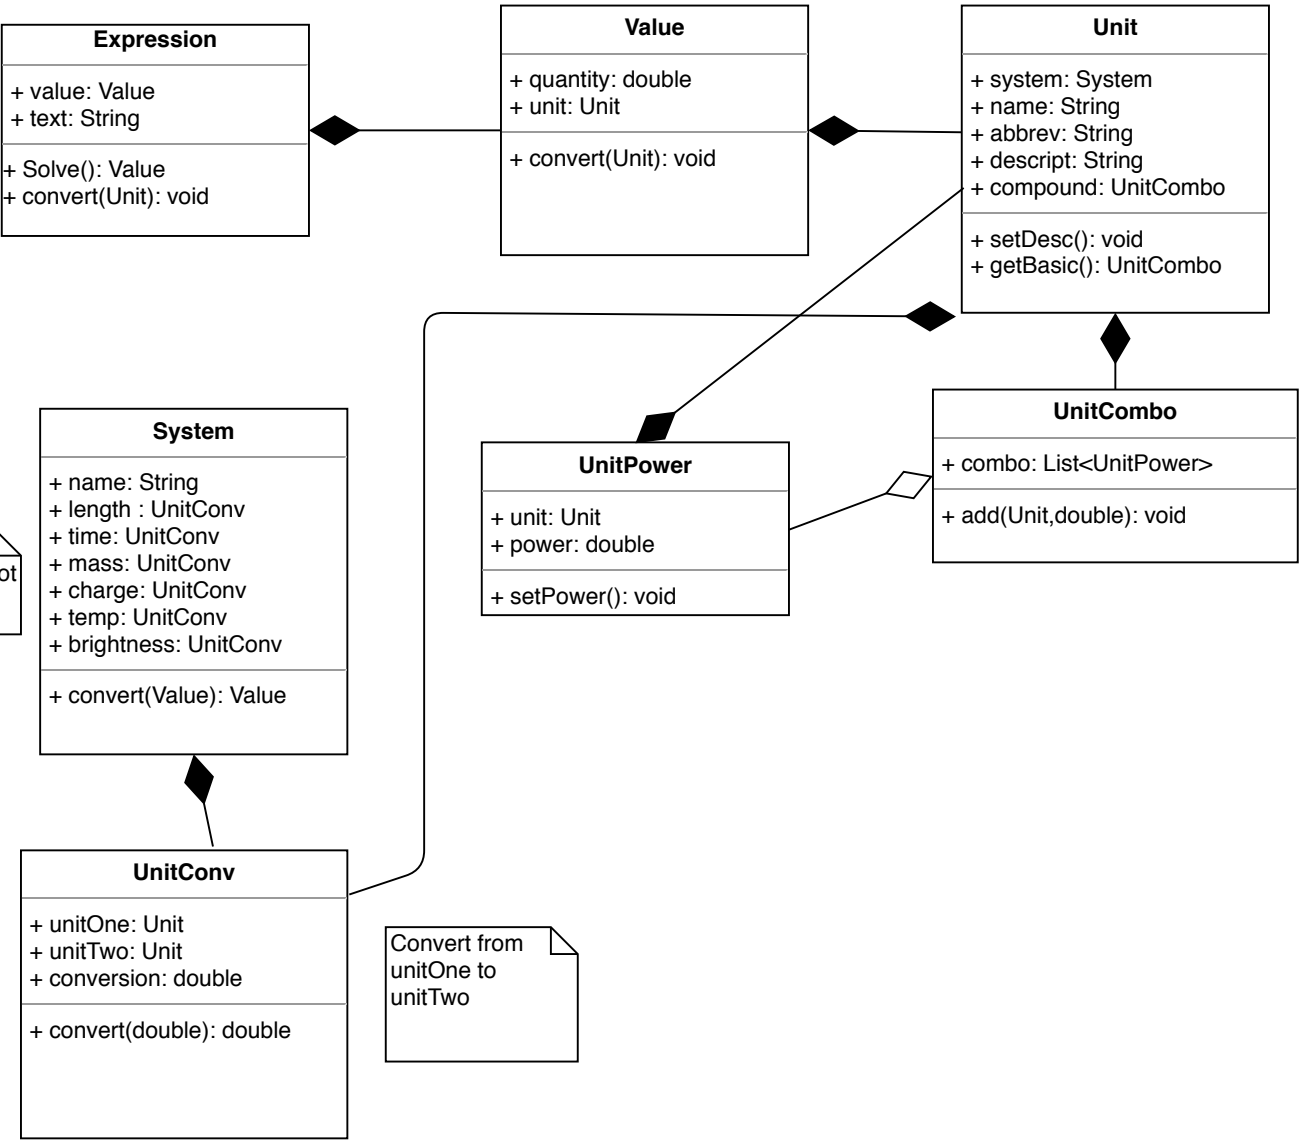 Expression
+ value: Value
+ text: String
+ Solve(): Value
+ convert(Unit): void
Value
+ quantity: double
+ unit: Unit
+ convert(Unit): void
Unit
+ system: System
+ name: String
+ abbrev: String
+ descript: String
+ compound: UnitCombo
+ setDesc(): void
+ getBasic(): UnitCombo
System
+ name: String
+ length : UnitConv
+ time: UnitConv
+ mass: UnitConv
+ charge: UnitConv
+ temp: UnitConv
+ brightness: UnitConv
+ convert(Value): Value
UnitPower
+ unit: Unit
+ power: double
+ setPower(): void
UnitCombo
+ combo: List<UnitPower>
+ add(Unit,double): void
UnitConv
+ unitOne: Unit
+ unitTwo: Unit
+ conversion: double
+ convert(double): double
Convert from
unitOne to
unitTwo